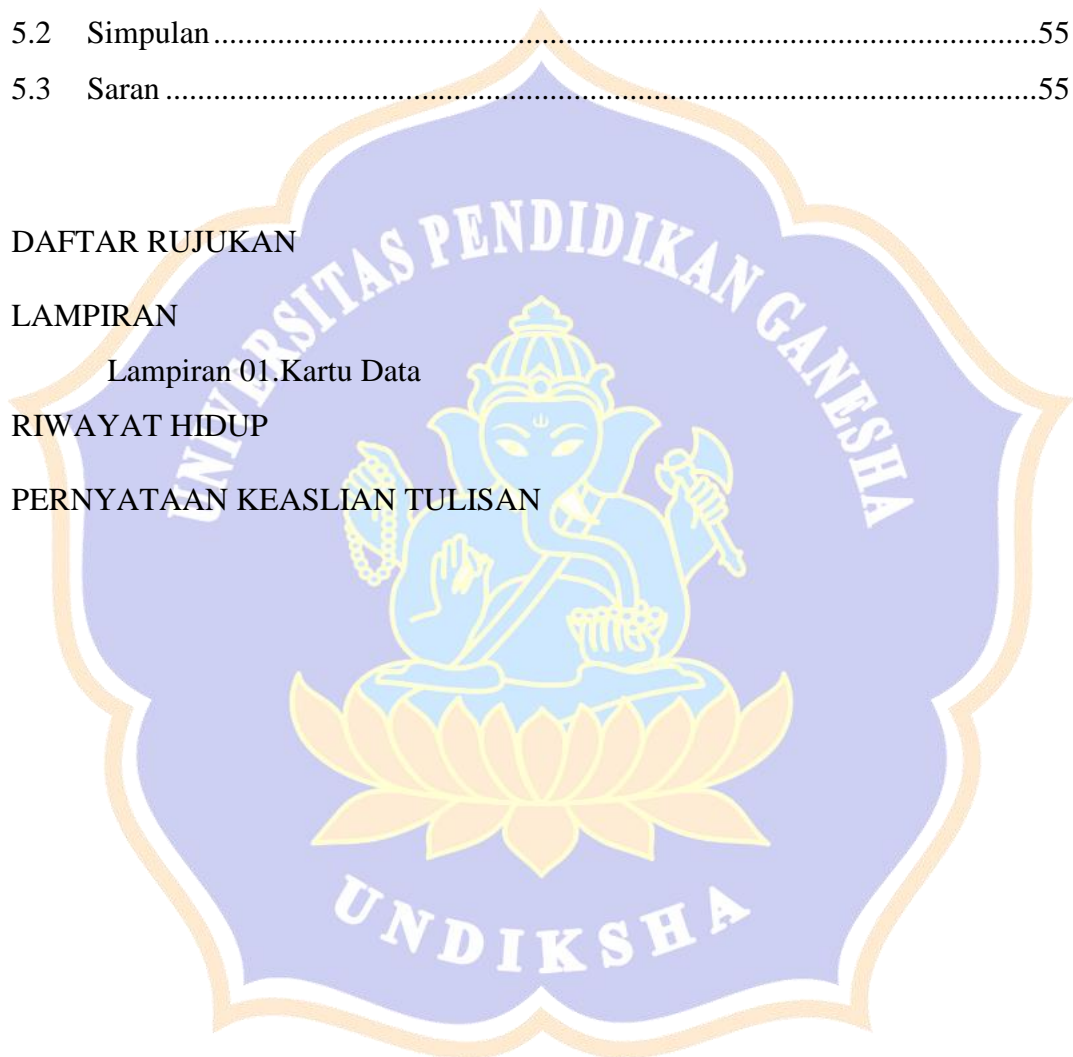 5.2 Simpulan....................................................................................................55
5.3 Saran ..........................................................................................................55
UNIVERSITAS PENDIDIKAN GANESHA
DAFTAR RUJUKAN
LAMPIRAN
Lampiran 01.Kartu Data
RIWAYAT HIDUP
PERNYATAAN KEASLIAN TULISAN
UNDIKSHA